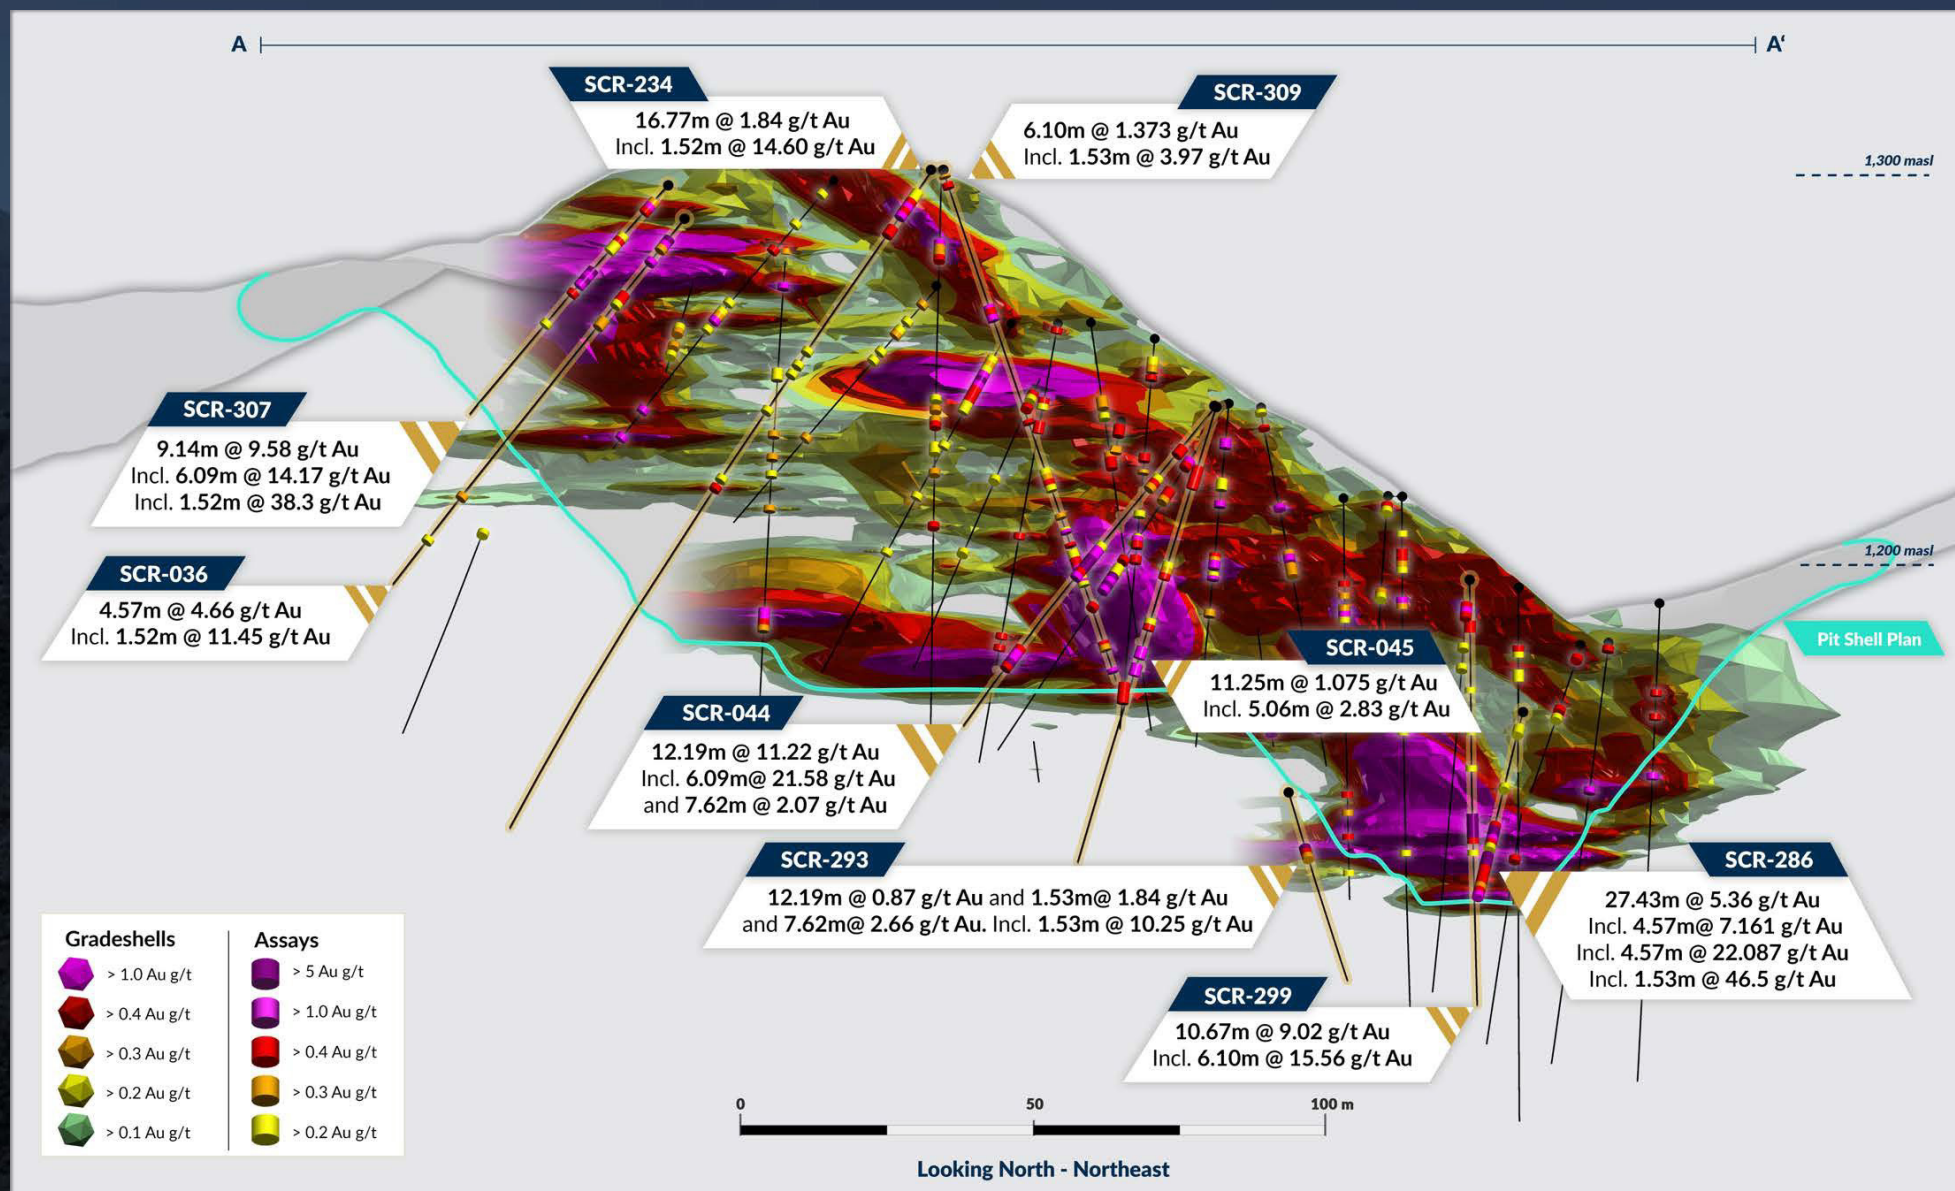 A
A'
SCR-234
16.77m @ 1.84 g/t Au
Incl. 1.52m @ 14.60 g/t Au
SCR-309
6.10m @ 1.373 g/t Au
Incl. 1.53m @ 3.97 g/t Au
1,300 masl
SCR-307
9.14m @ 9.58 g/t Au
Incl. 6.09m @ 14.17 g/t Au
Incl. 1.52m @ 38.3 g/t Au
SCR-036
4.57m @ 4.66 g/t Au
Incl. 1.52m @ 11.45 g/t Au
1,200 masl
Pit Shell Plan
SCR-045
11.25m @ 1.075 g/t Au
Incl. 5.06m @ 2.83 g/t Au
SCR-044
12.19m @ 11.22 g/t Au
Incl. 6.09m@ 21.58 g/t Au
and 7.62m @ 2.07 g/t Au
SCR-293
12.19m @ 0.87 g/t Au and 1.53m@ 1.84 g/t Au
and 7.62m@ 2.66 g/t Au. Incl. 1.53m @ 10.25 g/t Au
SCR-286
27.43m @ 5.36 g/t Au
Incl. 4.57m@ 7.161 g/t Au
Incl. 4.57m @ 22.087 g/t Au
Incl. 1.53m @ 46.5 g/t Au
SCR-299
10.67m @ 9.02 g/t Au
Incl. 6.10m @ 15.56 g/t Au
Gradeshells
> 1.0 Au g/t
> 0.4 Au g/t
> 0.3 Au g/t
> 0.2 Au g/t
> 0.1 Au g/t
Assays
> 5 Au g/t
> 1.0 Au g/t
> 0.4 Au g/t
> 0.3 Au g/t
> 0.2 Au g/t
0 50 100 m
Looking North - Northeast